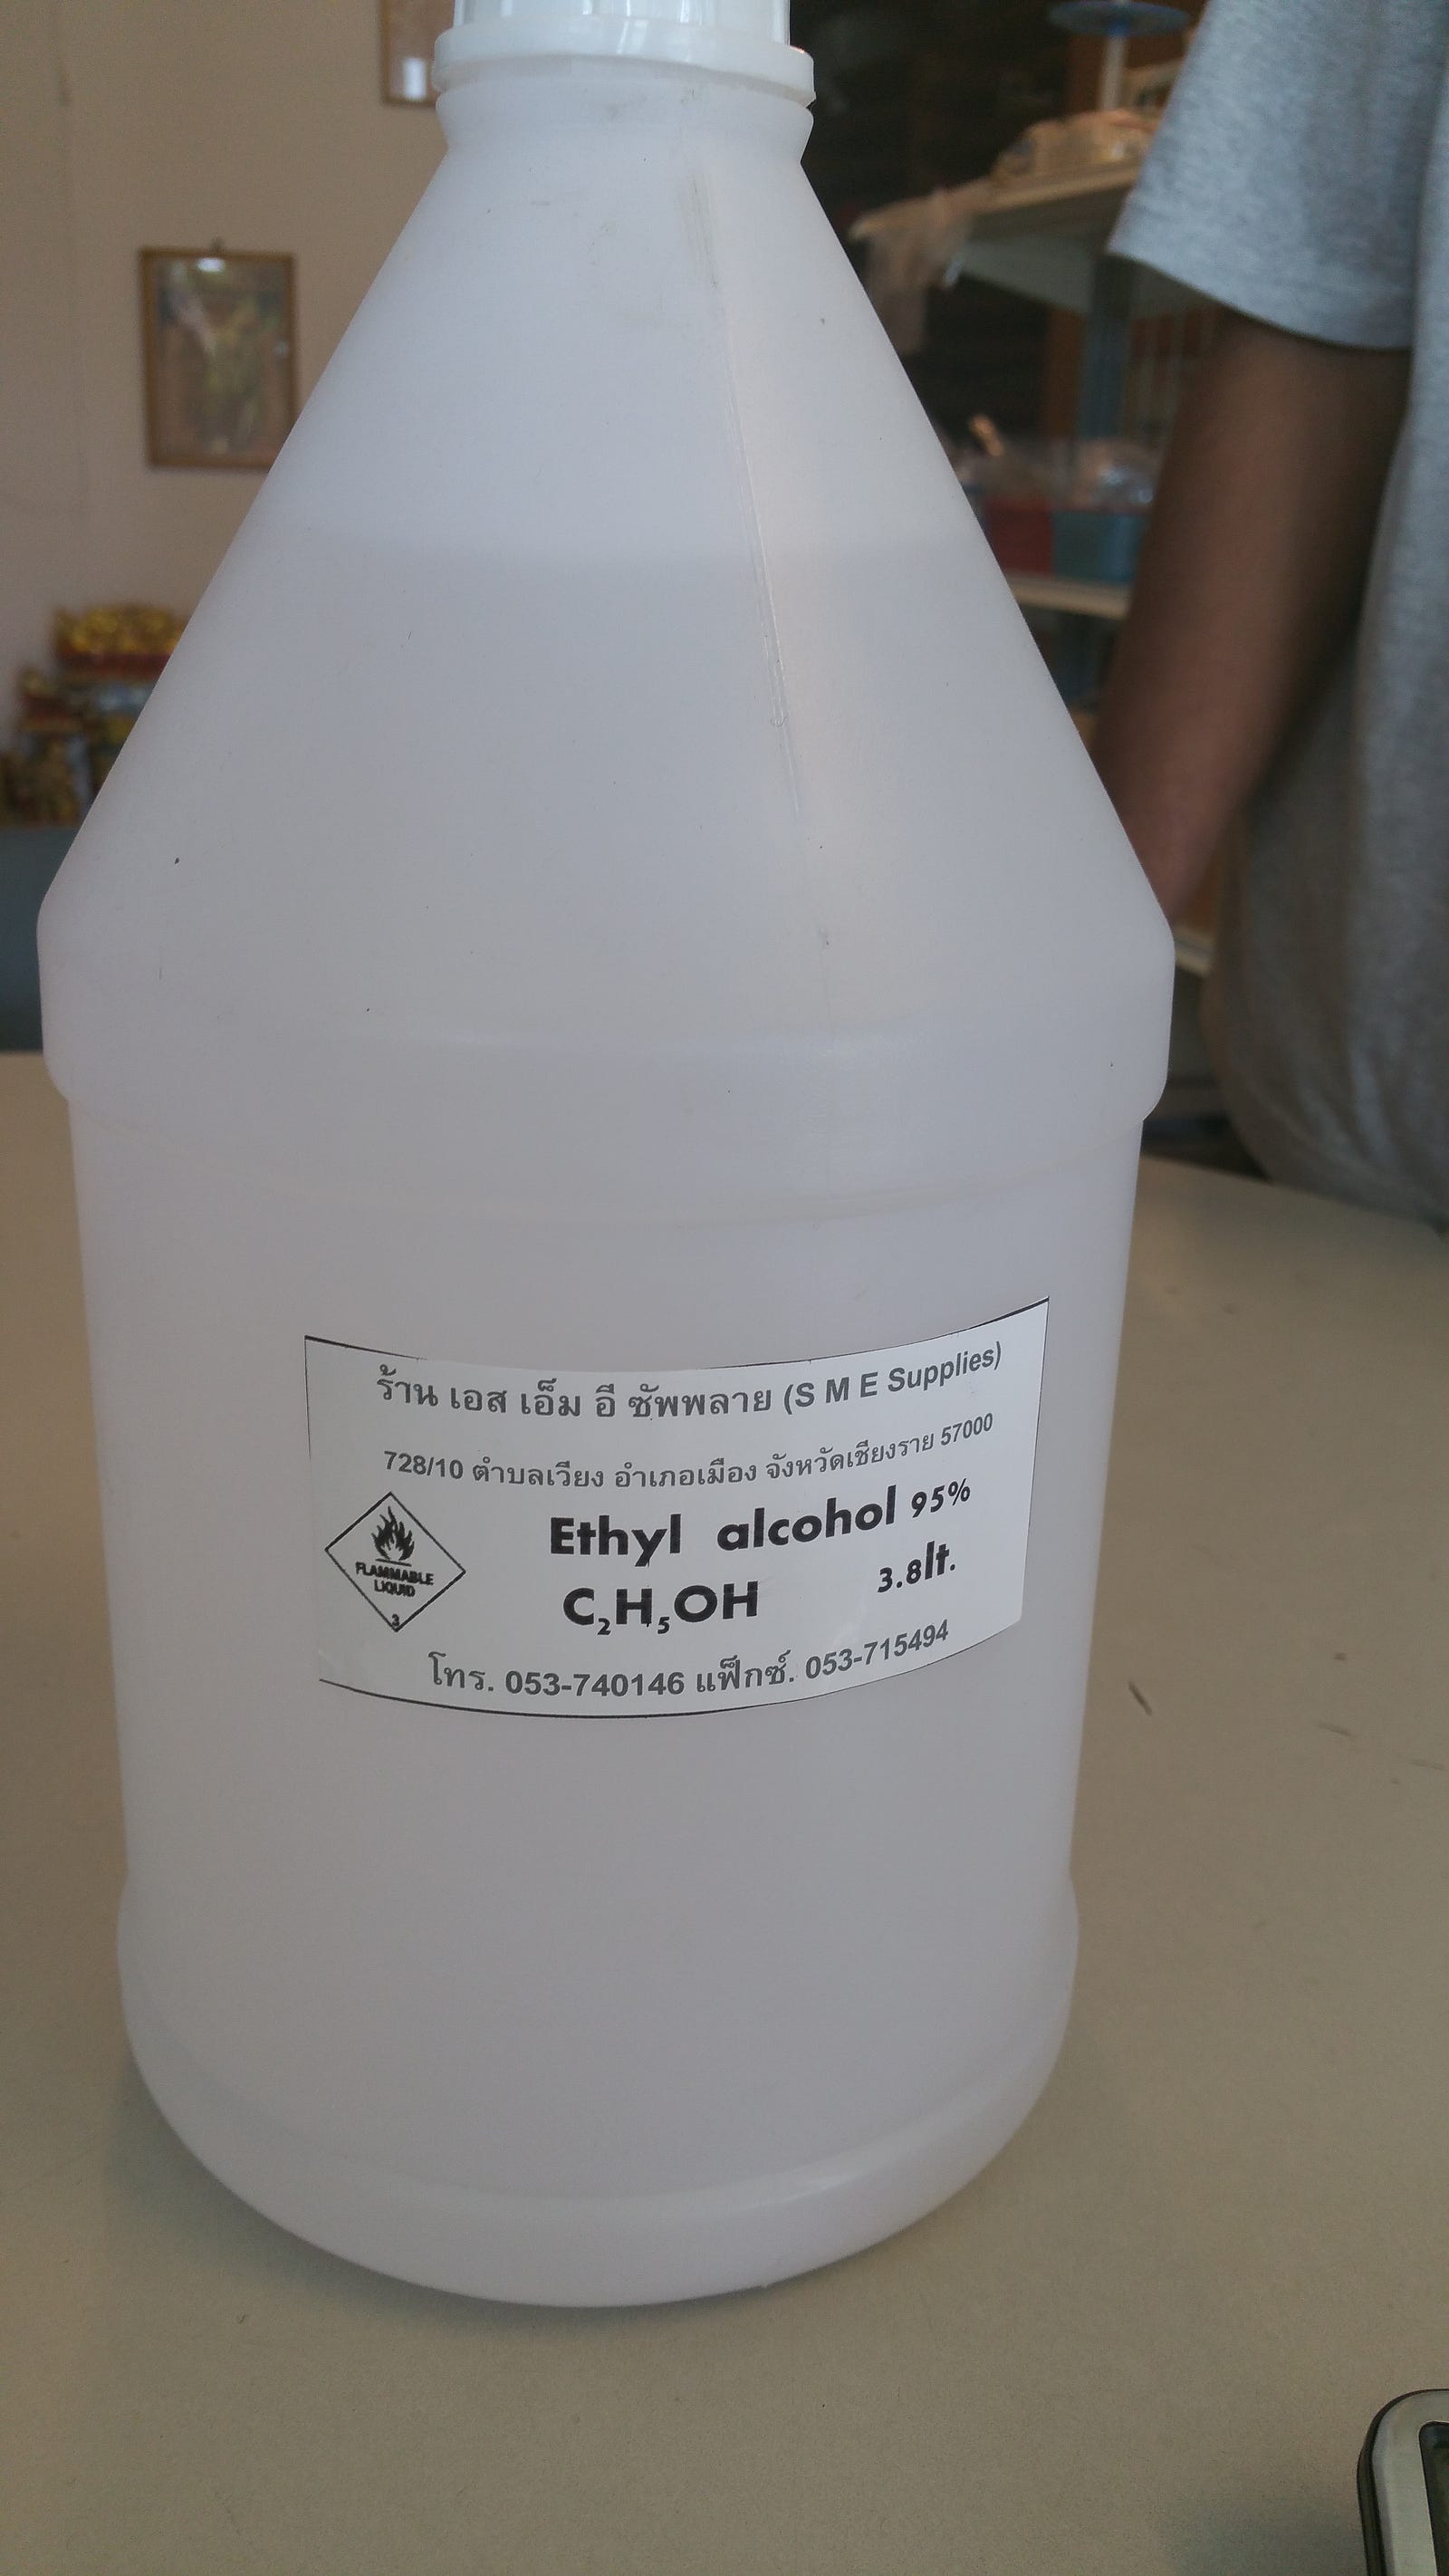 ร้าน เอส เอ็ม อี ซัพพลาย (S M E Supplies)
728/10 ตำบลเวียง อำเภอเมือง จังหวัดเชียงราย 57000
Ethyl alcohol 95%
C₂H₅OH 3.8lt.
FLAMMABLE
LIQUID
3
โทร. 053-740146 แฟ็กซ์. 053-715494